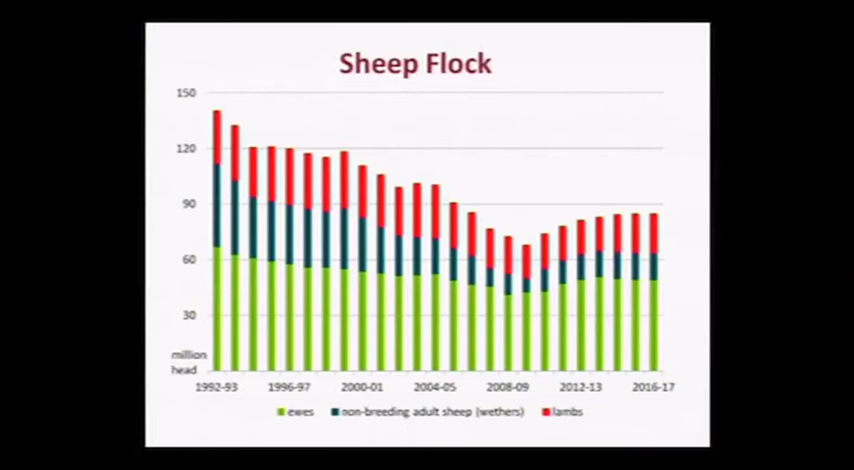 Sheep Flock
150
120
90
60
30
million
head
1992-93 1996-97 2000-01 2004-05 2008-09 2012-13 2016-17
ewes non-breeding adult sheep (wethers) lambs